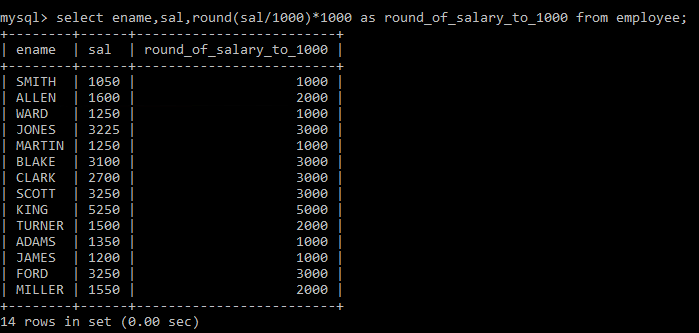 mysql> select ename,sal,round(sal/1000)*1000 as round_of_salary_to_1000 from employee;
+--------+------+-------------------------+
| ename  | sal  | round_of_salary_to_1000 |
+--------+------+-------------------------+
| SMITH  | 1050 |                    1000 |
| ALLEN  | 1600 |                    2000 |
| WARD   | 1250 |                    1000 |
| JONES  | 3225 |                    3000 |
| MARTIN | 1250 |                    1000 |
| BLAKE  | 3100 |                    3000 |
| CLARK  | 2700 |                    3000 |
| SCOTT  | 3250 |                    3000 |
| KING   | 5250 |                    5000 |
| TURNER | 1500 |                    2000 |
| ADAMS  | 1350 |                    1000 |
| JAMES  | 1200 |                    1000 |
| FORD   | 3250 |                    3000 |
| MILLER | 1550 |                    2000 |
+--------+------+-------------------------+
14 rows in set (0.00 sec)